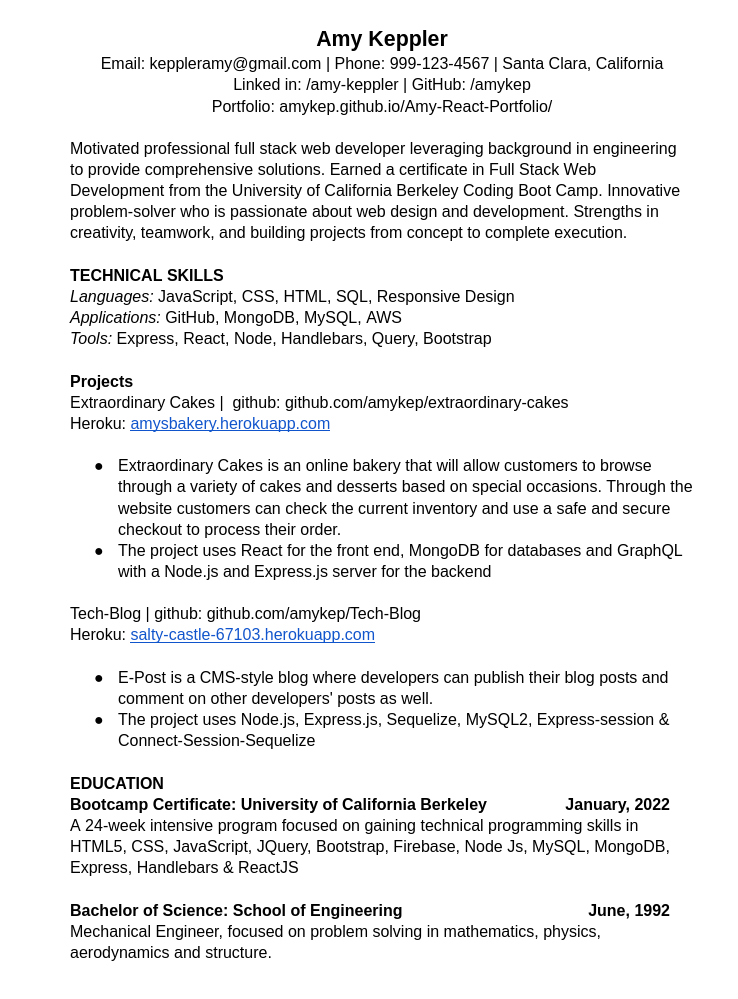 Amy Keppler
Email: keppleramy@gmail.com | Phone: 999-123-4567 | Santa Clara, California
Linked in: /amy-keppler | GitHub: /amykep
Portfolio: amykep.github.io/Amy-React-Portfolio/
Motivated professional full stack web developer leveraging background in engineering
to provide comprehensive solutions. Earned a certificate in Full Stack Web
Development from the University of California Berkeley Coding Boot Camp. Innovative
problem-solver who is passionate about web design and development. Strengths in
creativity, teamwork, and building projects from concept to complete execution.
TECHNICAL SKILLS
Languages: JavaScript, CSS, HTML, SQL, Responsive Design
Applications: GitHub, MongoDB, MySQL, AWS
Tools: Express, React, Node, Handlebars, Query, Bootstrap
Projects
Extraordinary Cakes |  github: github.com/amykep/extraordinary-cakes
Heroku: amysbakery.herokuapp.com
● Extraordinary Cakes is an online bakery that will allow customers to browse
through a variety of cakes and desserts based on special occasions. Through the
website customers can check the current inventory and use a safe and secure
checkout to process their order.
● The project uses React for the front end, MongoDB for databases and GraphQL
with a Node.js and Express.js server for the backend
Tech-Blog | github: github.com/amykep/Tech-Blog
Heroku: salty-castle-67103.herokuapp.com
● E-Post is a CMS-style blog where developers can publish their blog posts and
comment on other developers' posts as well.
● The project uses Node.js, Express.js, Sequelize, MySQL2, Express-session &
Connect-Session-Sequelize
EDUCATION
Bootcamp Certificate: University of California Berkeley January, 2022
A 24-week intensive program focused on gaining technical programming skills in
HTML5, CSS, JavaScript, JQuery, Bootstrap, Firebase, Node Js, MySQL, MongoDB,
Express, Handlebars & ReactJS
Bachelor of Science: School of Engineering June, 1992
Mechanical Engineer, focused on problem solving in mathematics, physics,
aerodynamics and structure.